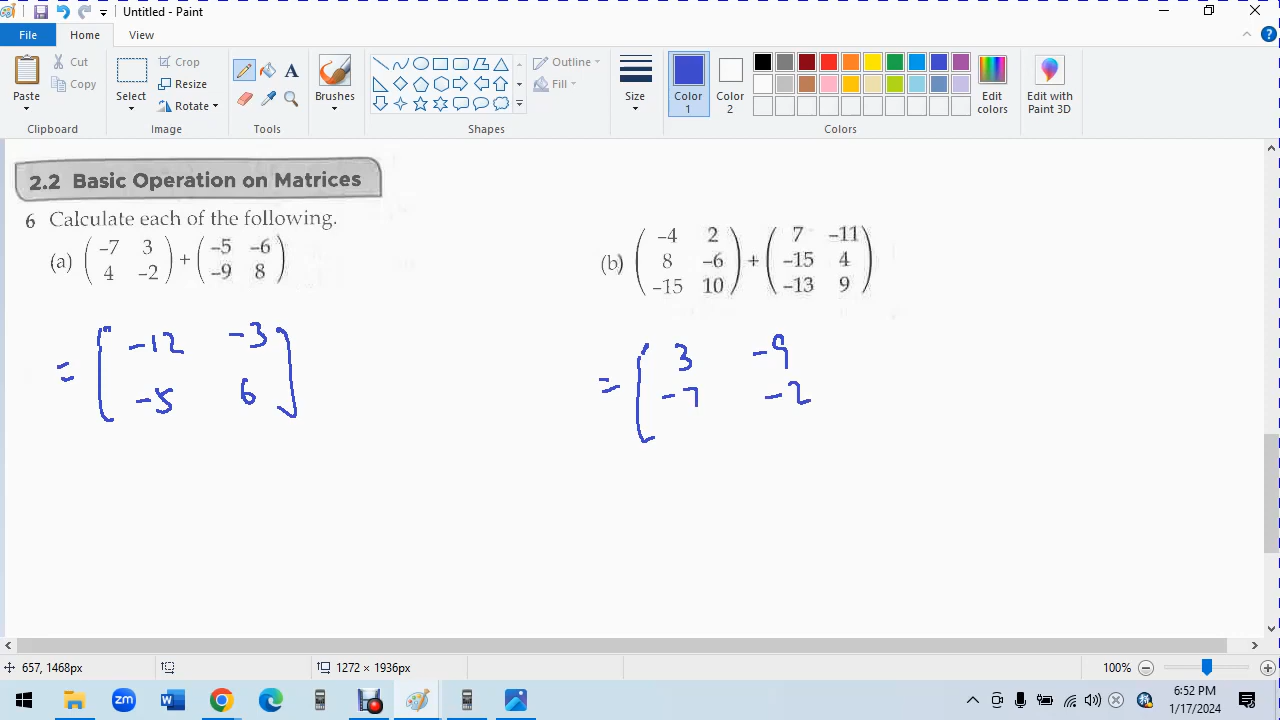 Untitled - Paint
File Home View
Paste Cut Copy Select Crop Resize Rotate A Brushes Outline Fill Size Color 1 Color 2 Edit colors Edit with Paint 3D
Clipboard Image Tools Shapes Colors
2.2 Basic Operation on Matrices
6 Calculate each of the following.
(a) ( -7 3 ) + ( -5 -6 )
( 4 -2 ) ( -9 8 )
= [ -12 -3 ]
[ -5 6 ]
(b) ( -4 2 ) + ( 7 -11 )
( 8 -6 ) ( -15 4 )
( -15 10 ) ( -13 9 )
= [ 3 -9
-7 -2
657, 1468px 1272 × 1936px 100%
zm W 6:52 PM
1/17/2024